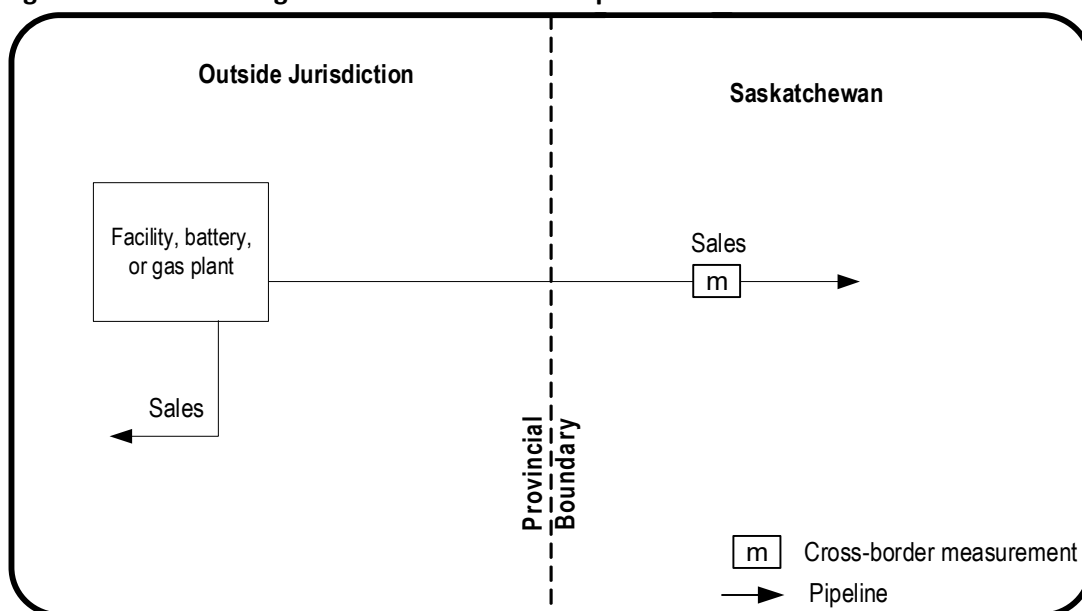 Outside Jurisdiction
Saskatchewan
Facility, battery,
or gas plant
Sales
m
Sales
Provincial
Boundary
m Cross-border measurement
Pipeline